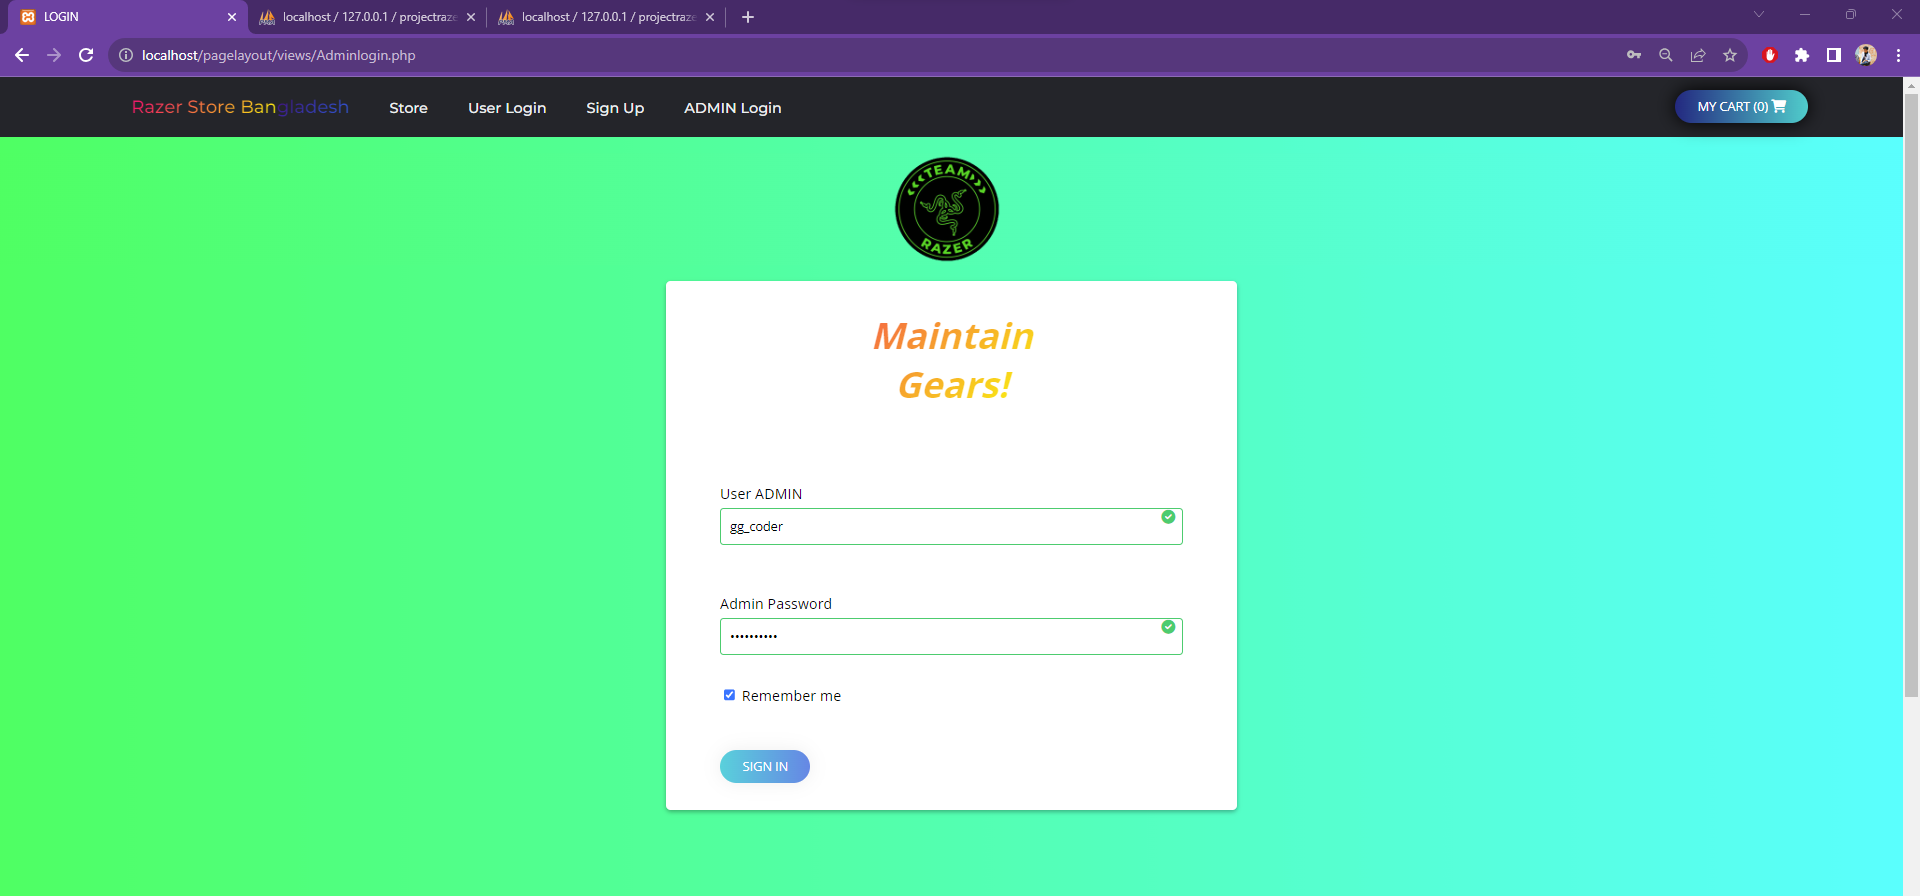 LOGIN
localhost / 127.0.0.1 / projectraze
localhost / 127.0.0.1 / projectraze
localhost/pagelayout/views/Adminlogin.php
Razer Store Bangladesh
Store
User Login
Sign Up
ADMIN Login
MY CART (0)
TEAM
RAZER
Maintain
Gears!
User ADMIN
gg_coder
Admin Password
••••••••••
Remember me
SIGN IN